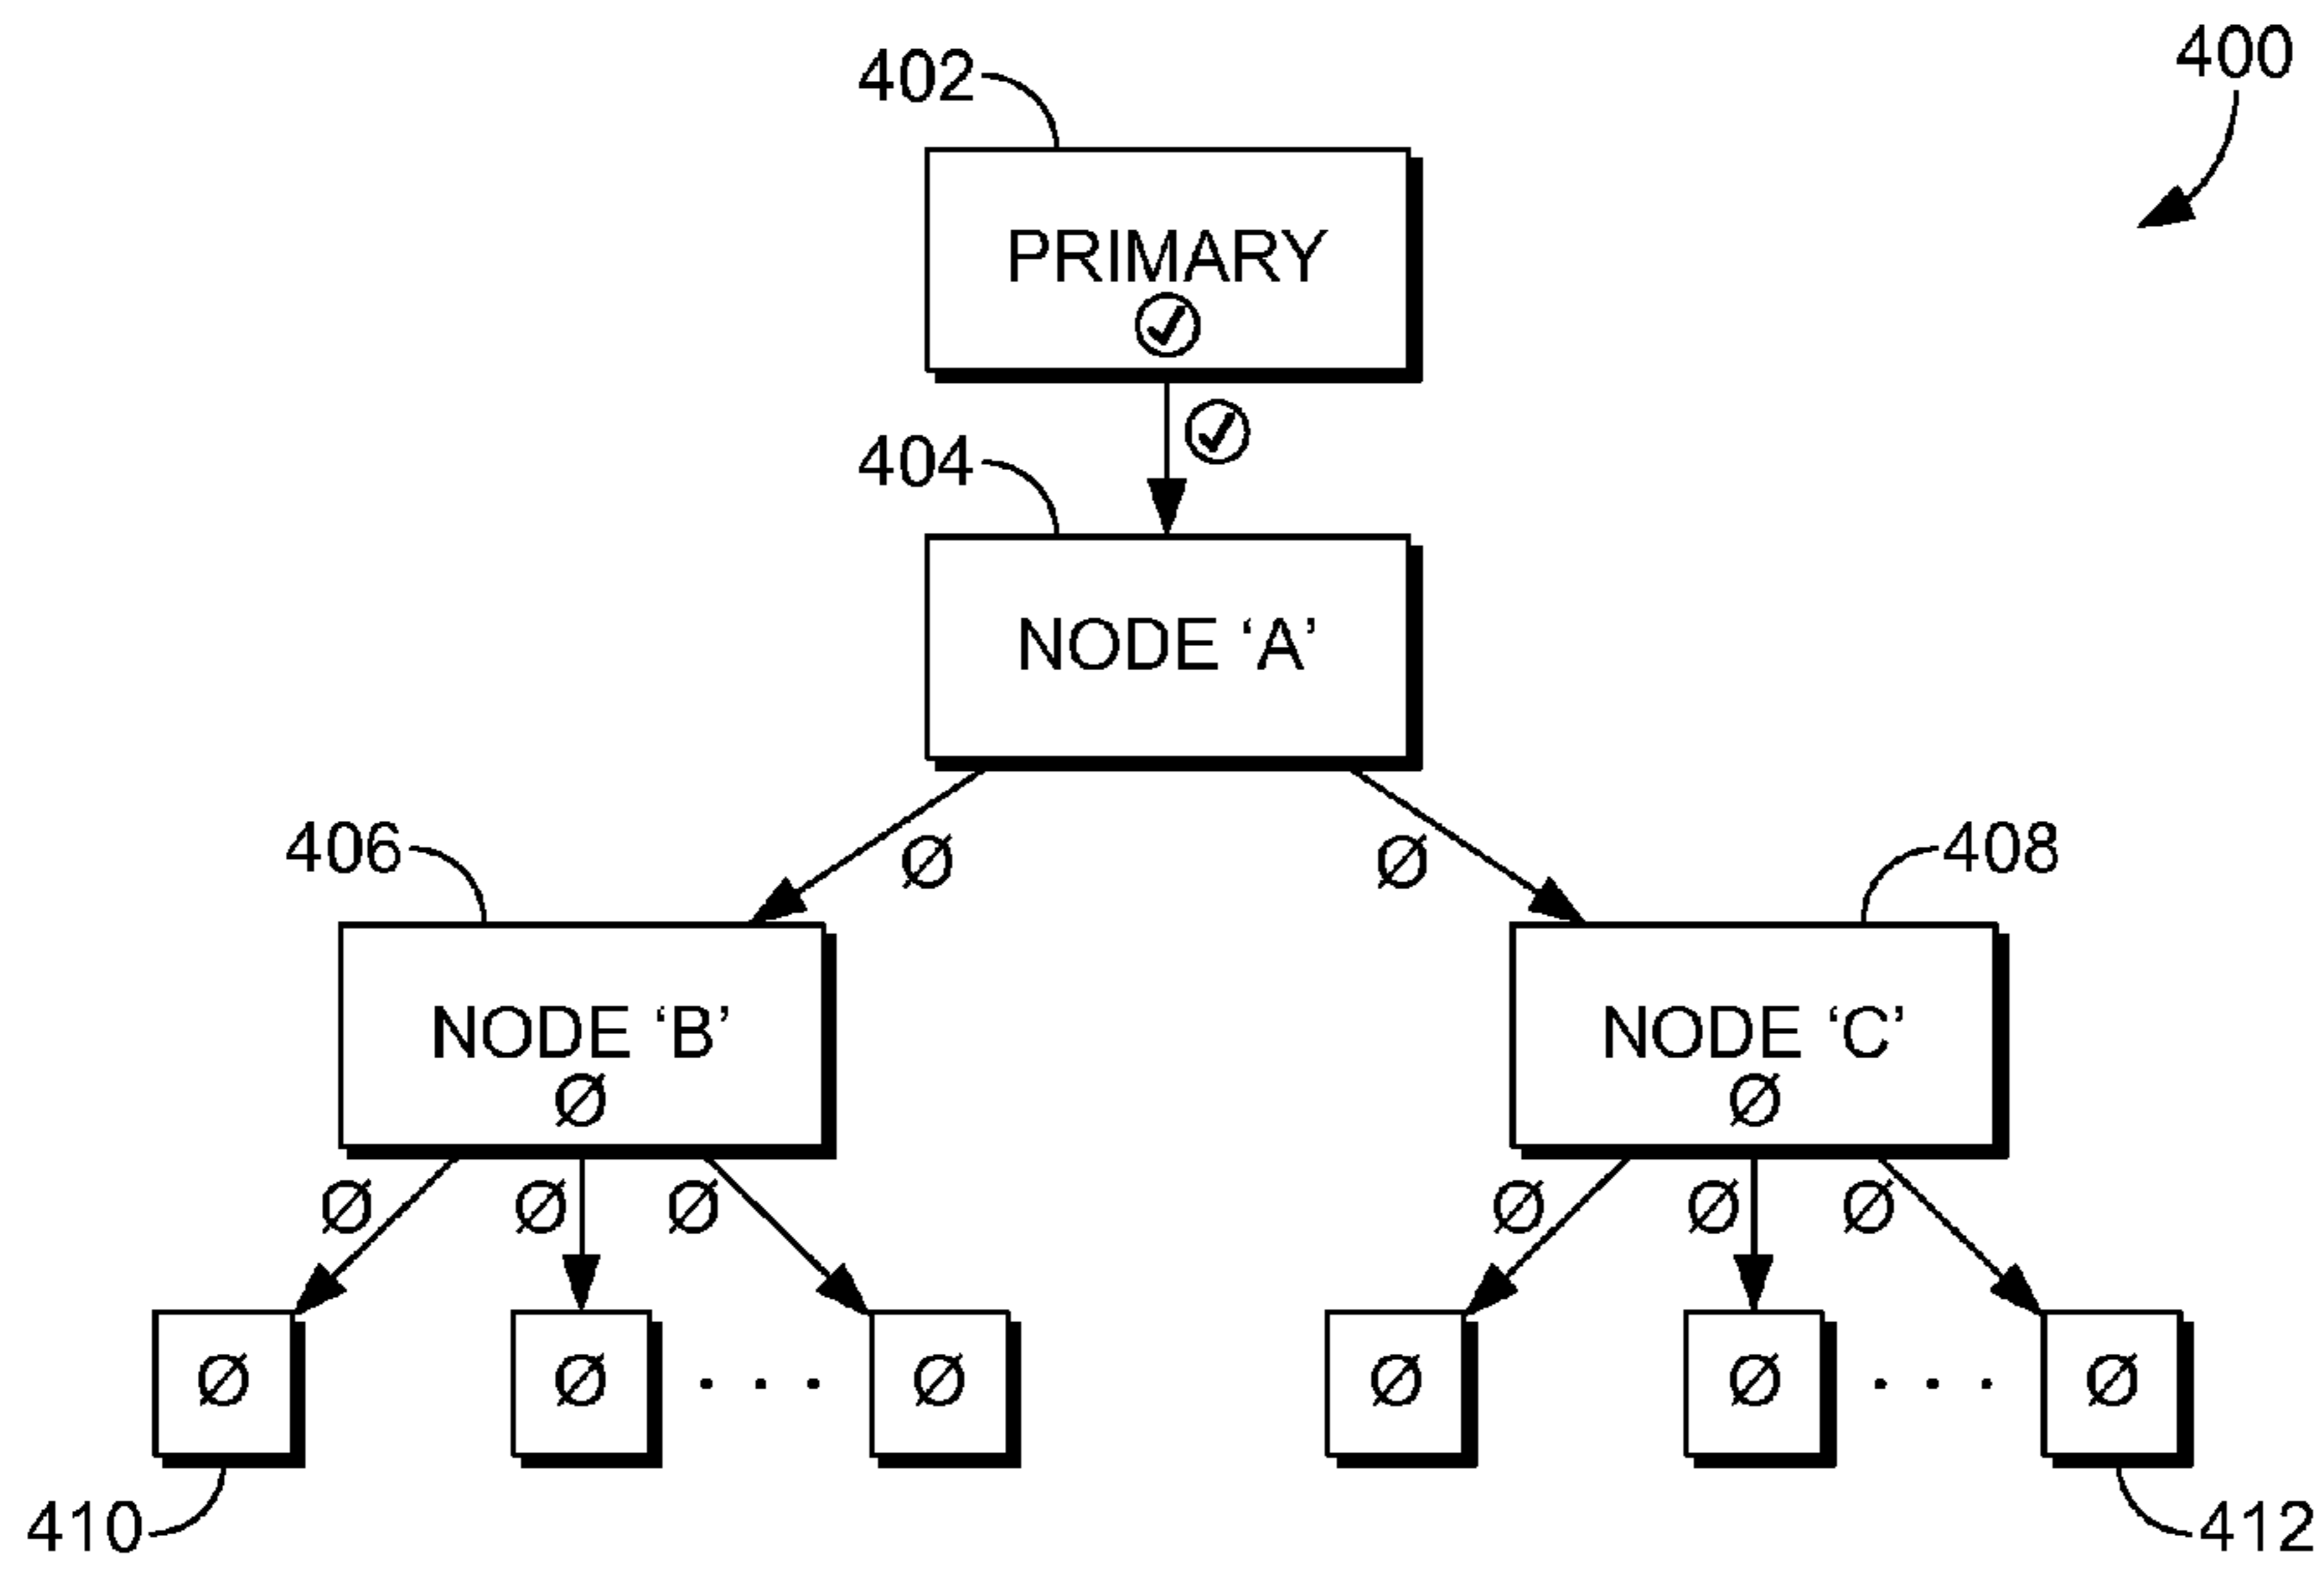 400
402
PRIMARY
✓
✓
404
NODE ‘A’
Ø Ø
406 408
NODE ‘B’ NODE ‘C’
Ø Ø
Ø Ø Ø Ø Ø Ø
Ø Ø . . . Ø Ø Ø . . . Ø
410 412